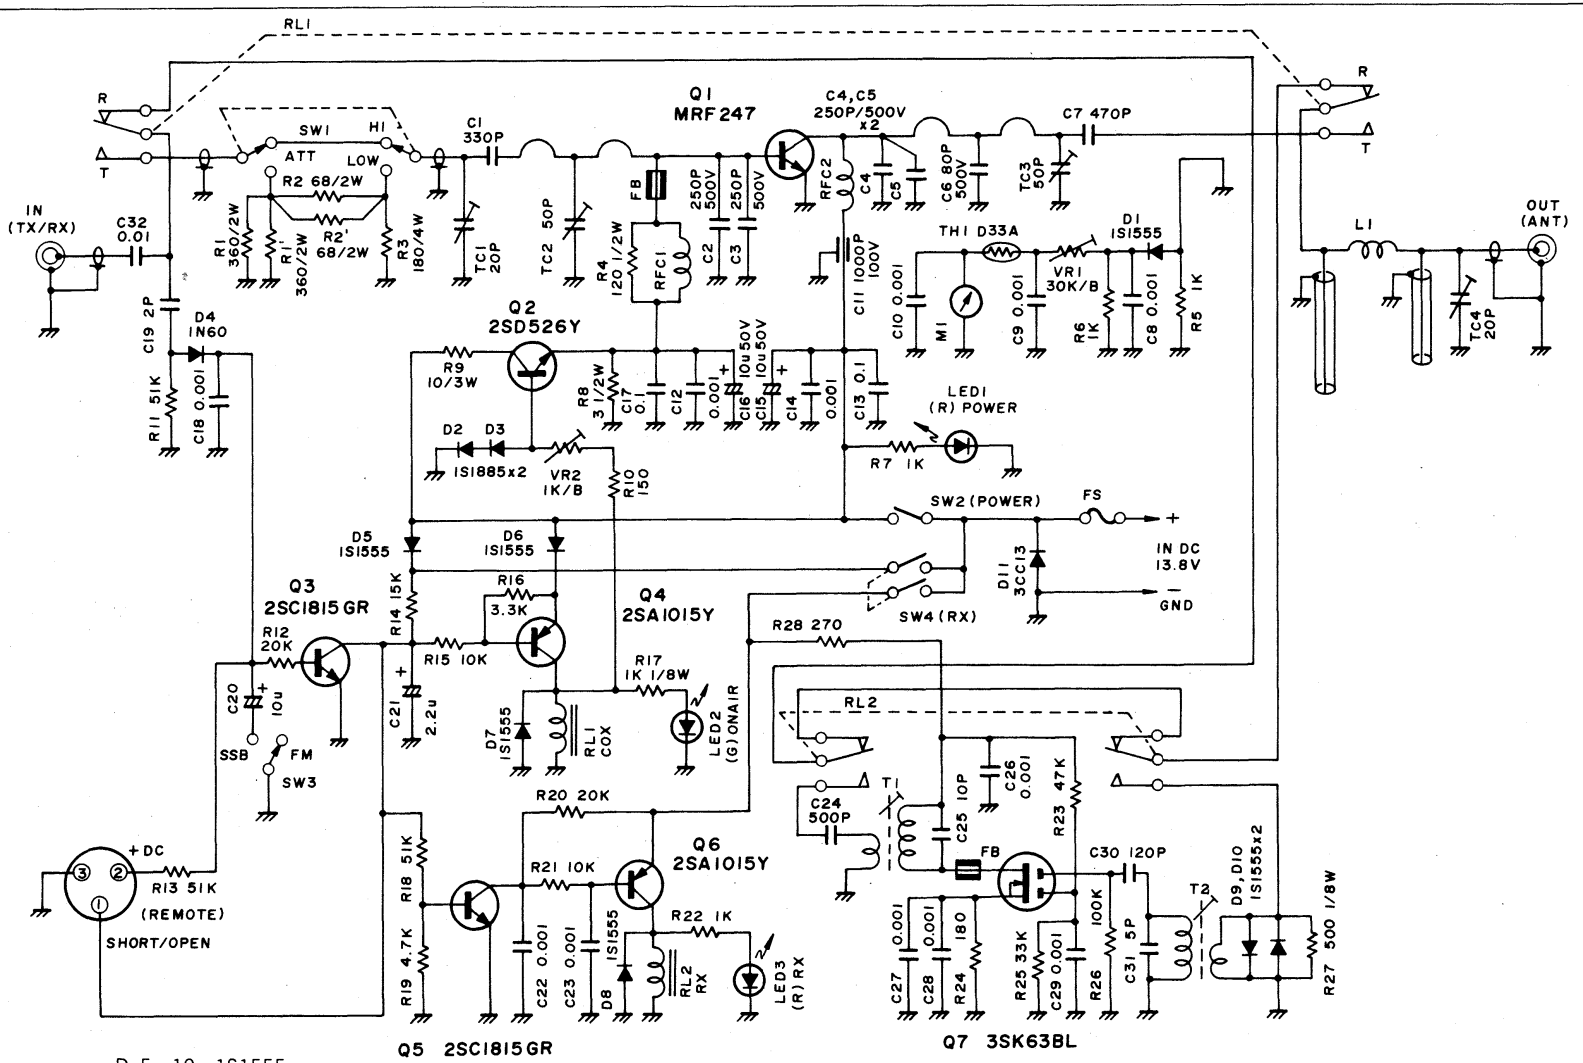 RL1
R
T
SW1
HI
ATT
LOW
R2 68/2W
R2'
68/2W
R1
360/2W
R1'
360/2W
R3
180/4W
IN
(TX/RX)
C32
0.01
C1
330P
TC1
20P
TC2 50P
FB
R4
120 1/2W
RFC1
250P
500V
250P
500V
C2
C3
Q1
MRF247
C4,C5
250P/500V
x2
RFC2
C4
C5
C6 80P
500V
C7 470P
TC3
50P
R
T
C11 1000P
100V
TH1 D33A
D1
1S1555
VR1
30K/B
C10 0.001
M1
C9 0.001
R6
1K
C8 0.001
R5 1K
L1
OUT
(ANT)
TC4
20P
C19 2P
D4
1N60
R11 51K
C18 0.001
Q2
2SD526Y
R9
10/3W
D2
D3
1S1885x2
VR2
1K/B
R10
150
R8
3 1/2W
C17
0.1
C12
0.001
C16 10u 50V
+
C15 10u 50V
+
C14
0.001
C13 0.1
LED1
(R) POWER
R7 1K
SW2 (POWER)
FS
+
IN DC
13.8V
−
GND
D11
3CC13
SW4 (RX)
D5
1S1555
D6
1S1555
R14 15K
R16
3.3K
Q3
2SC1815GR
R12
20K
Q4
2SA1015Y
R15 10K
R17
1K 1/8W
C20
10u
+
C21
2.2u
+
SSB
FM
SW3
D7
1S1555
RL1
COX
LED2
(G) ONAIR
R28 270
RL2
T1
C24
500P
C25 10P
C26
0.001
R23 47K
FB
C30 120P
3
2
1
+DC
R13 51K
(REMOTE)
SHORT/OPEN
R18 51K
R19 4.7K
R20 20K
R21 10K
Q6
2SA1015Y
C22 0.001
C23 0.001
1S1555
D8
RL2
RX
R22 1K
LED3
(R) RX
C27 0.001
C28 0.001
R24 180
R25 33K
C29 0.001
R26 100K
C31 5P
T2
D9,D10
1S1555x2
R27 500 1/8W
Q5 2SC1815GR
Q7 3SK63BL